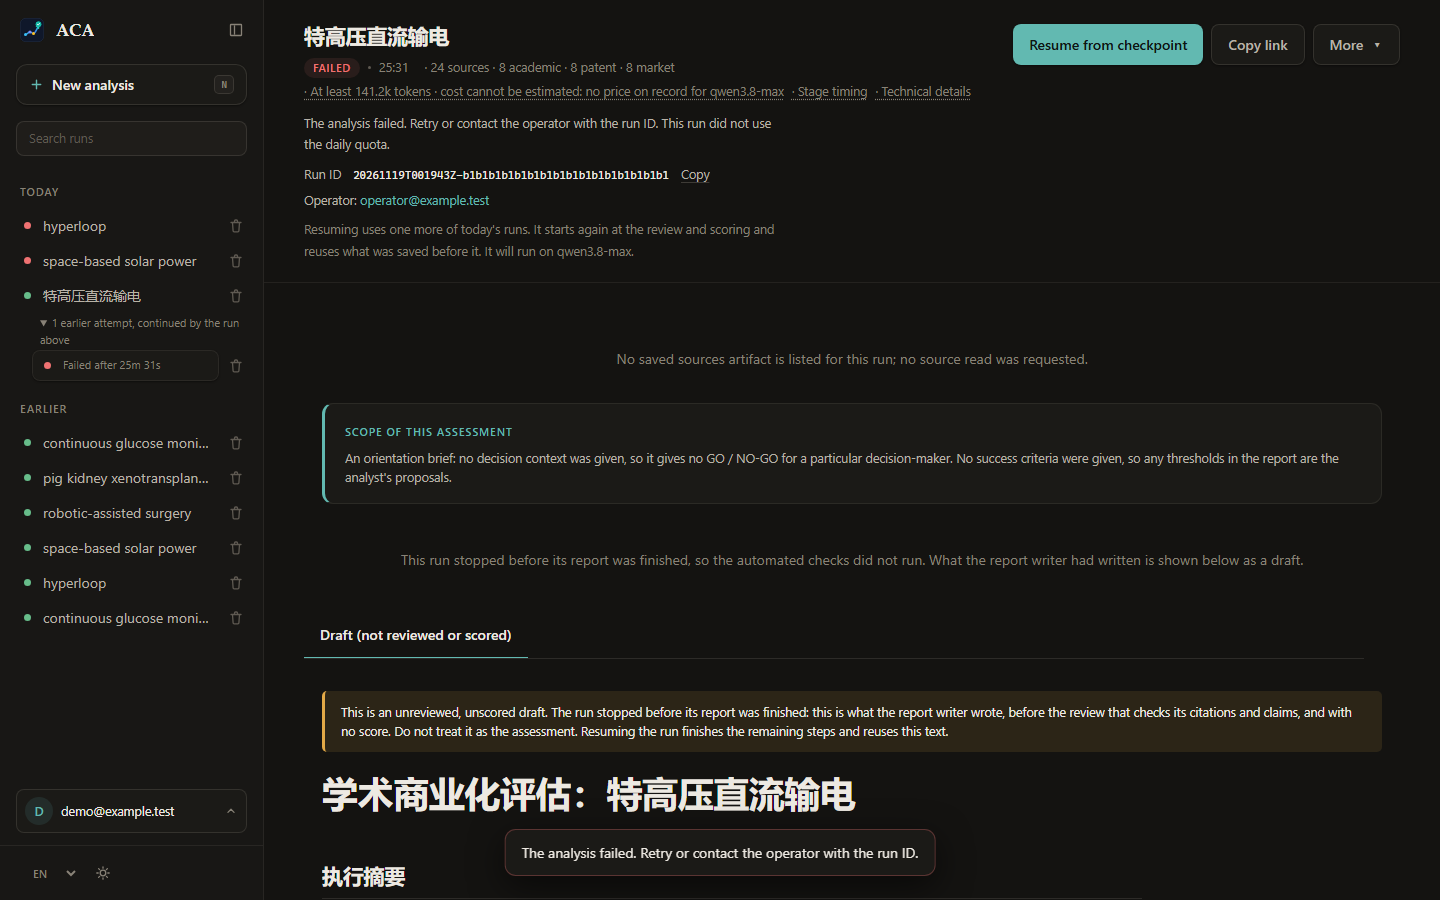 ACA
New analysis
N
Search runs
TODAY
hyperloop
space-based solar power
特高压直流输电
▼ 1 earlier attempt, continued by the run
above
Failed after 25m 31s
EARLIER
continuous glucose moni...
pig kidney xenotransplan...
robotic-assisted surgery
space-based solar power
hyperloop
continuous glucose moni...
D
demo@example.test
EN
特高压直流输电
FAILED • 25:31 · 24 sources · 8 academic · 8 patent · 8 market
· At least 141.2k tokens · cost cannot be estimated: no price on record for qwen3.8-max · Stage timing · Technical details
The analysis failed. Retry or contact the operator with the run ID. This run did not use
the daily quota.
Run ID 20261119T001943Z-b1b1b1b1b1b1b1b1b1b1b1b1b1b1b1b1 Copy
Operator: operator@example.test
Resuming uses one more of today's runs. It starts again at the review and scoring and
reuses what was saved before it. It will run on qwen3.8-max.
Resume from checkpoint
Copy link
More ▼
No saved sources artifact is listed for this run; no source read was requested.
SCOPE OF THIS ASSESSMENT
An orientation brief: no decision context was given, so it gives no GO / NO-GO for a particular decision-maker. No success criteria were given, so any thresholds in the report are the
analyst's proposals.
This run stopped before its report was finished, so the automated checks did not run. What the report writer had written is shown below as a draft.
Draft (not reviewed or scored)
This is an unreviewed, unscored draft. The run stopped before its report was finished: this is what the report writer wrote, before the review that checks its citations and claims, and with
no score. Do not treat it as the assessment. Resuming the run finishes the remaining steps and reuses this text.
学术商业化评估：特高压直流输电
The analysis failed. Retry or contact the operator with the run ID.
执行摘要